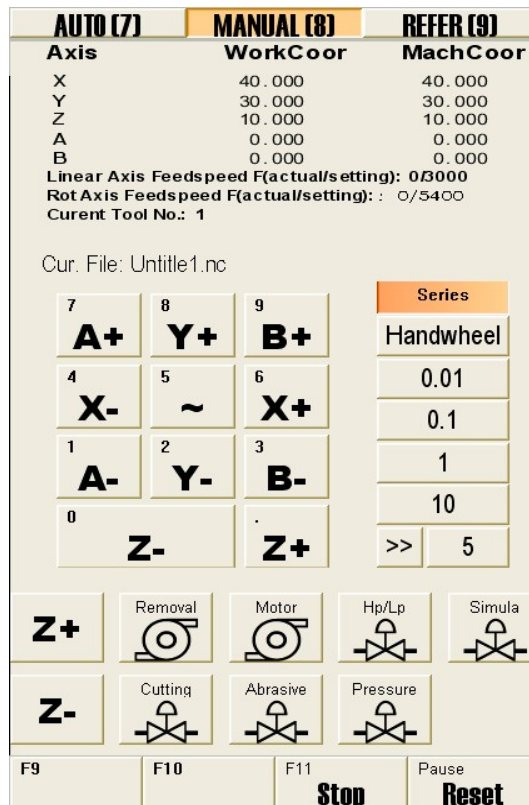 AUTO (7) MANUAL (8) REFER (9)
Axis WorkCoor MachCoor
X 40.000 40.000
Y 30.000 30.000
Z 10.000 10.000
A 0.000 0.000
B 0.000 0.000
Linear Axis Feedspeed F(actual/setting): 0/3000
Rot Axis Feedspeed F(actual/setting): : 0/5400
Curent Tool No.: 1
Cur. File: Untitle1.nc
Series
7 8 9
A+ Y+ B+ Handwheel
4 5 6 0.01
X- ~ X+ 0.1
1 2 3 1
A- Y- B- 10
0 .
Z- Z+ >> 5
Removal Motor Hp/Lp Simula
Z+
Cutting Abrasive Pressure
Z-
F9 F10 F11 Pause
Stop Reset